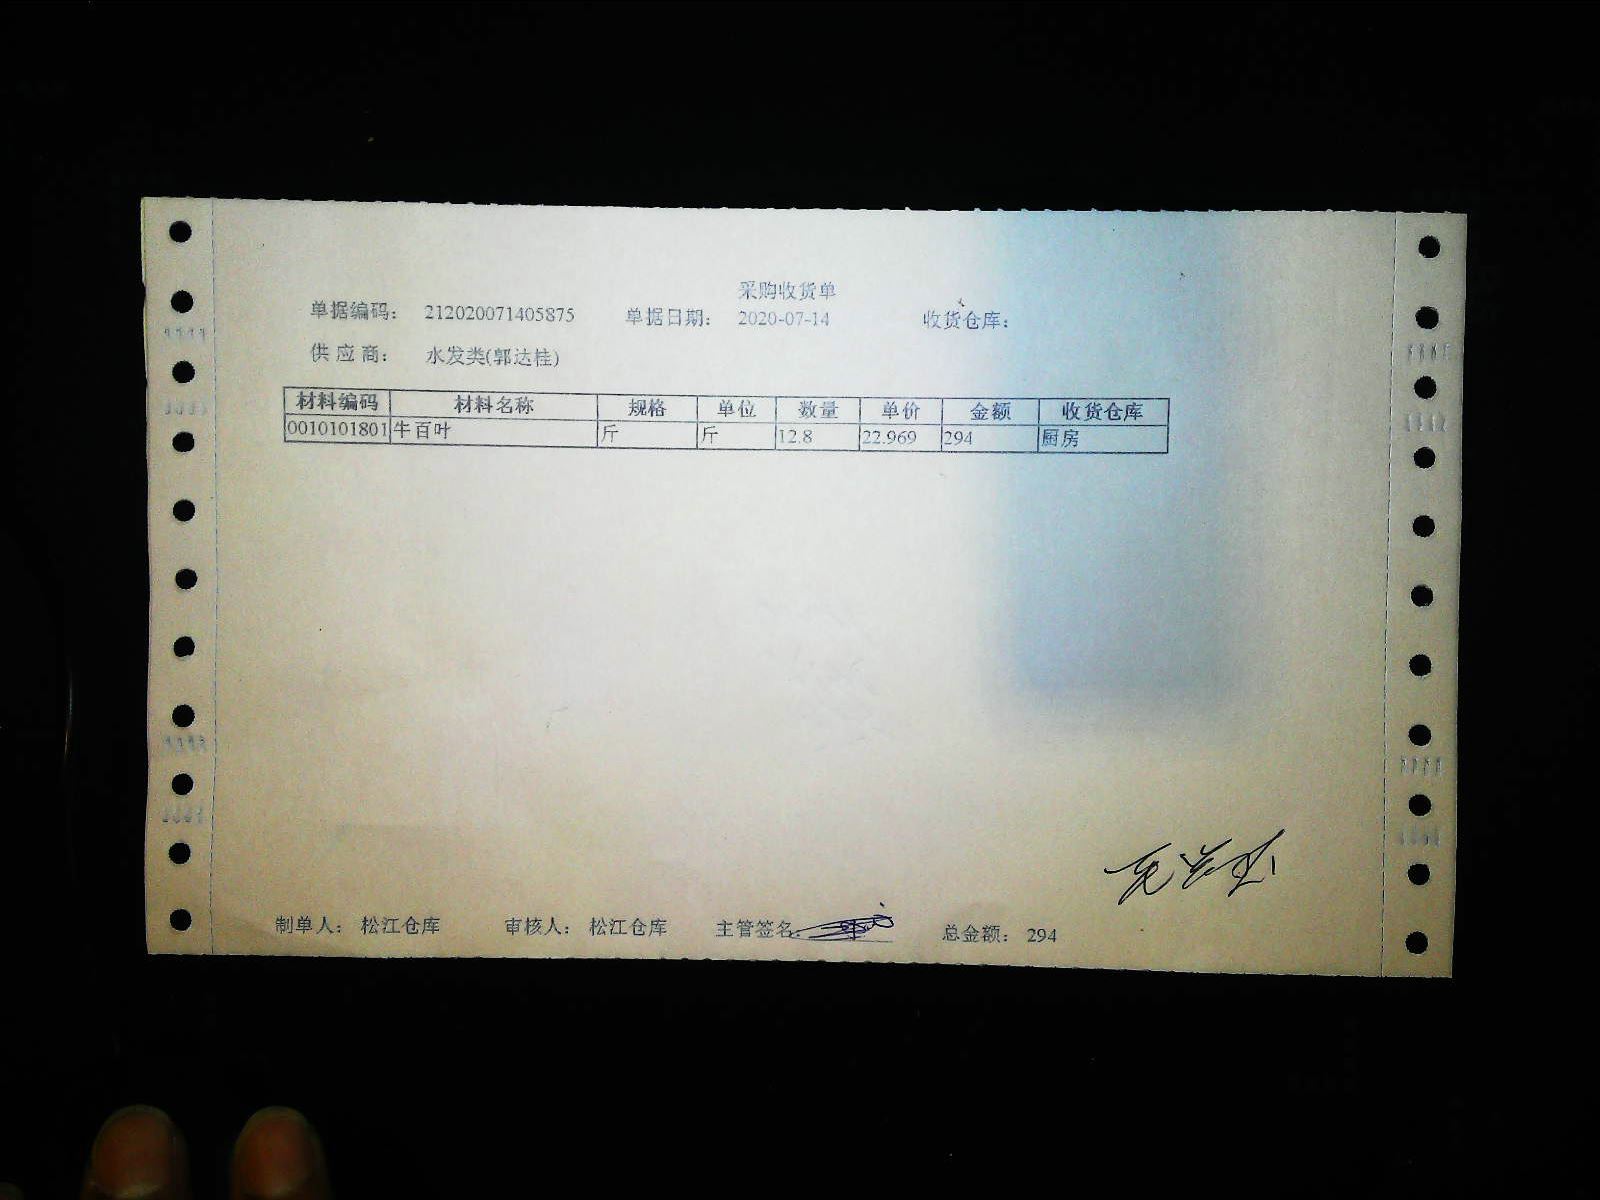 采购收货单
单据编码: 212020071405875 单据日期: 2020-07-14 收货仓库:
供应商: 水发类(郭达桂)
材料编码 材料名称 规格 单位 数量 单价 金额 收货仓库
0010101801 牛百叶 斤 斤 12.8 22.969 294 厨房
制单人: 松江仓库 审核人: 松江仓库 主管签名: 总金额: 294